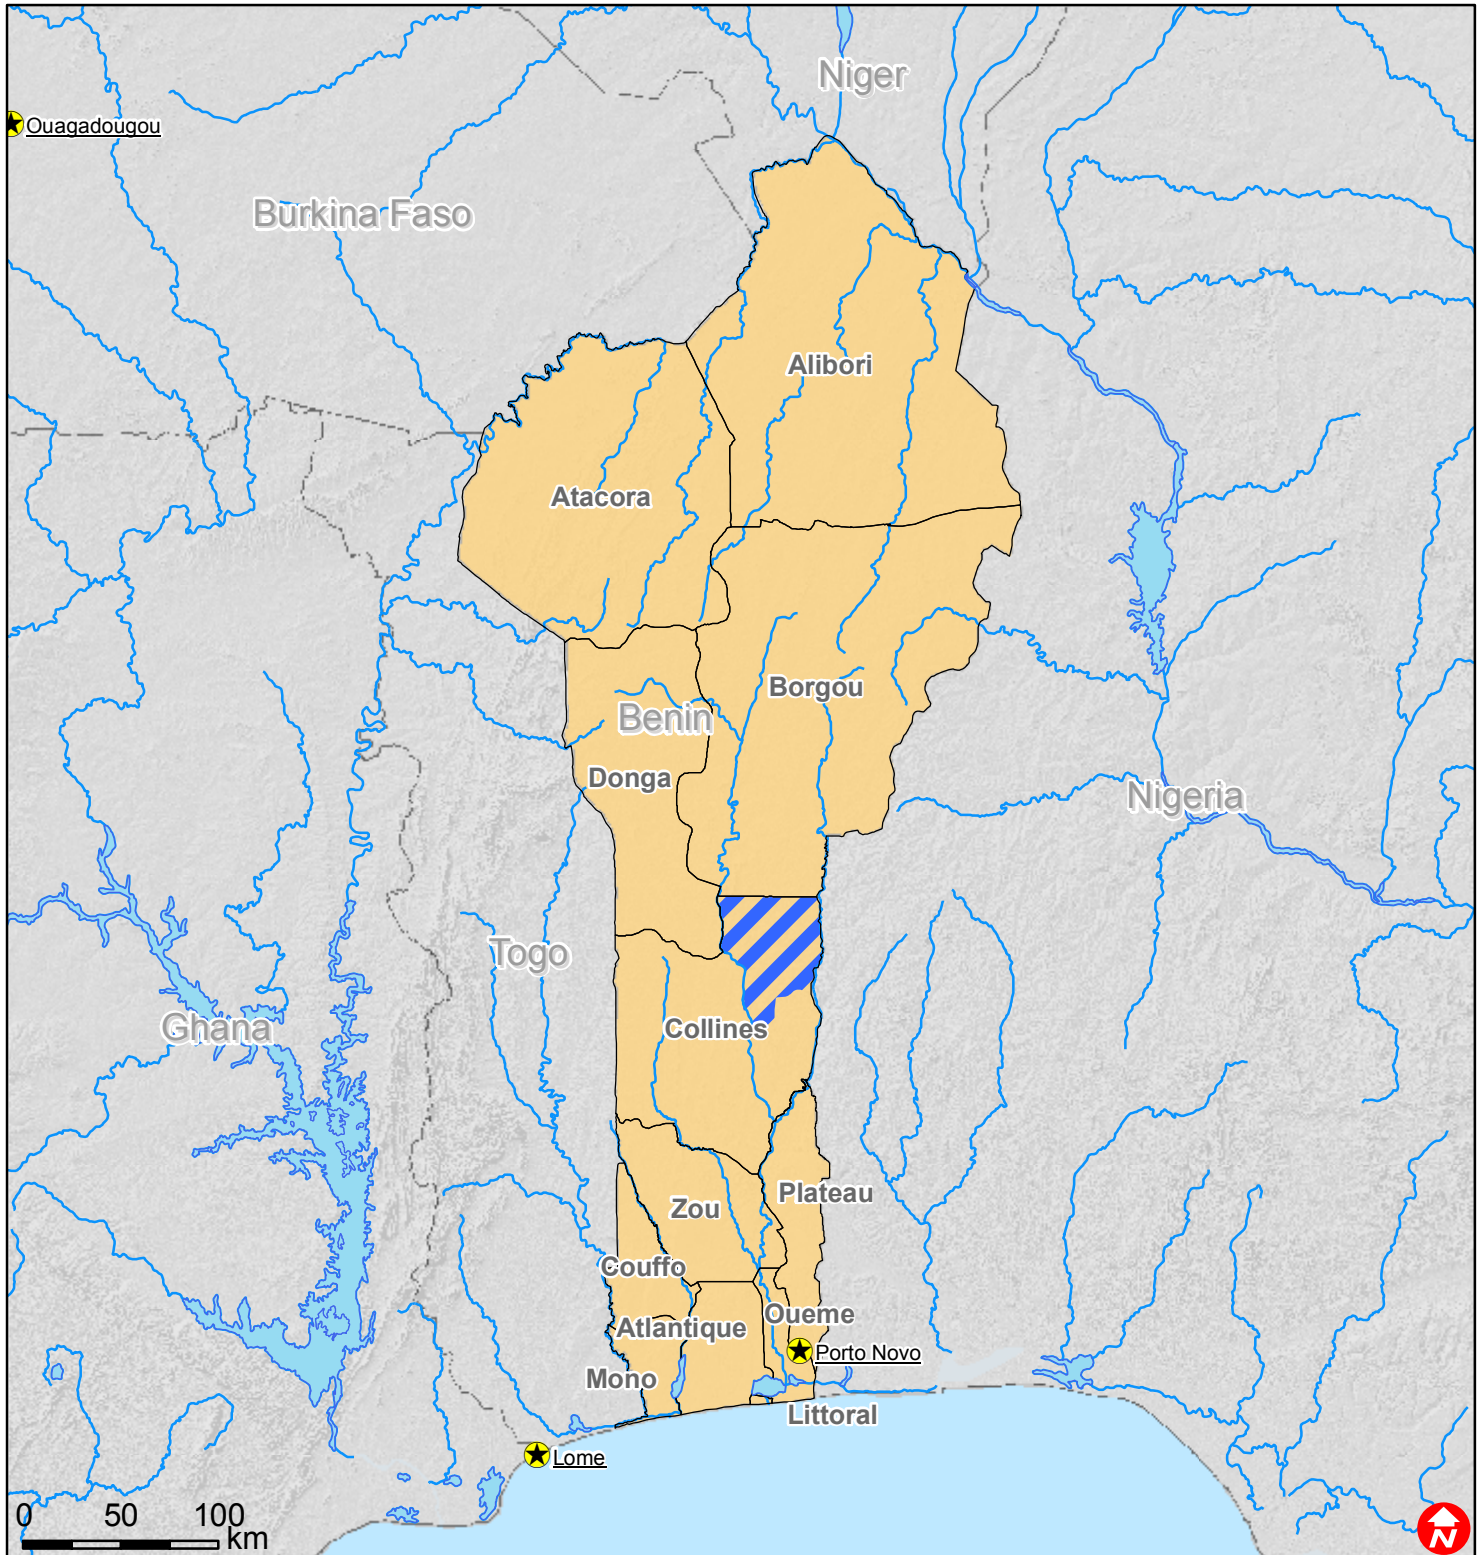 Niger
Ouagadougou
Burkina Faso
Alibori
Atacora
Borgou
Benin
Donga
Nigeria
Togo
Ghana
Collines
Plateau
Zou
Couffo
Oueme
Atlantique
Porto Novo
Mono
Littoral
Lome
0 50 100
km
N